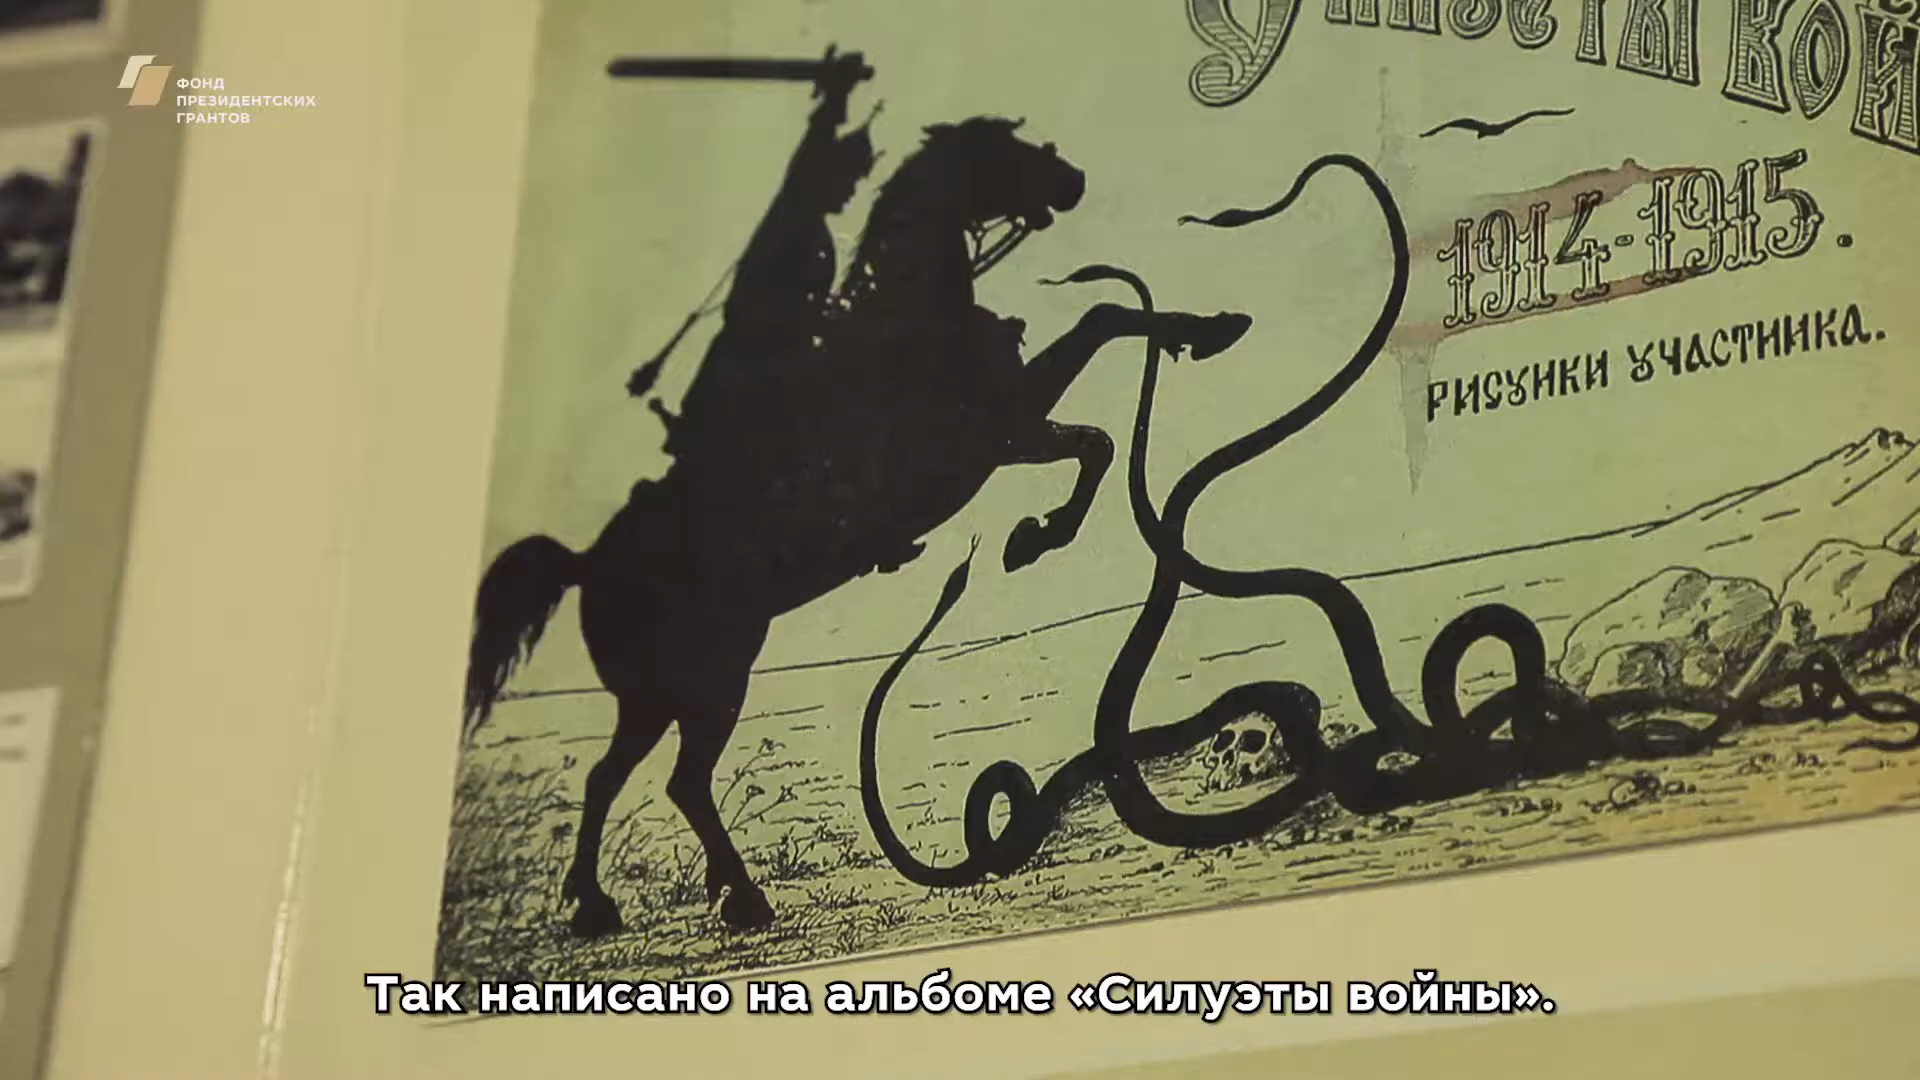 ФОНД
ПРЕЗИДЕНТСКИХ
ГРАНТОВ
1914-1915.
РИСУНКИ УЧАСТНИКА.
Так написано на альбоме «Силуэты войны».